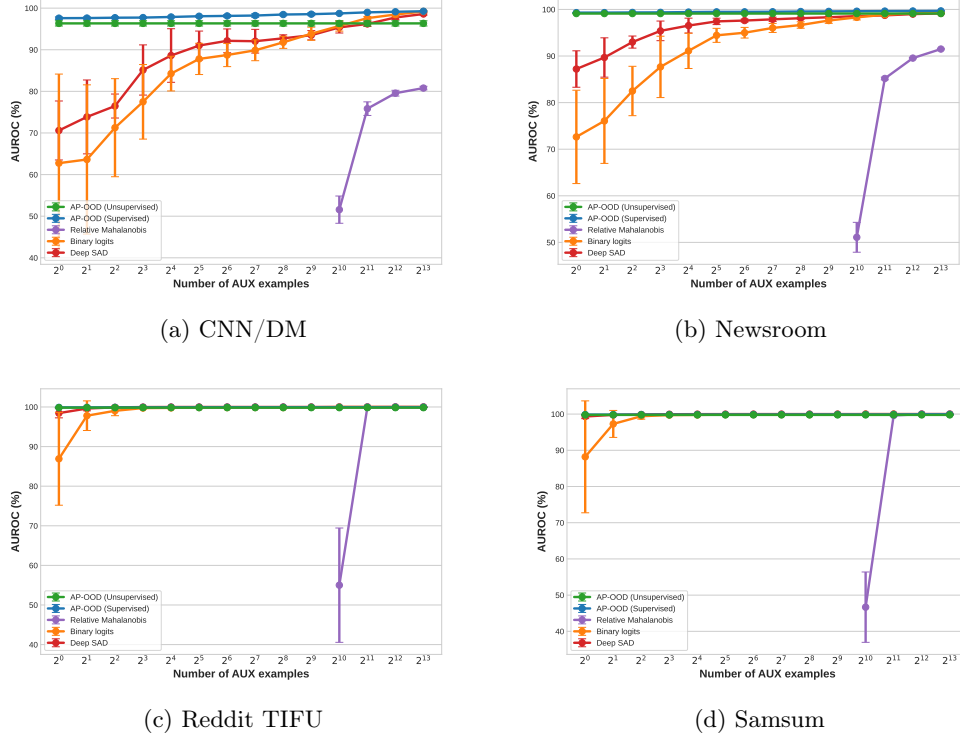 100
90
80
70
60
50
40
AUROC (%)
AP-OOD (Unsupervised)
AP-OOD (Supervised)
Relative Mahalanobis
Binary logits
Deep SAD
2^0 2^1 2^2 2^3 2^4 2^5 2^6 2^7 2^8 2^9 2^10 2^11 2^12 2^13
Number of AUX examples
(a) CNN/DM
100
90
80
70
60
50
AUROC (%)
AP-OOD (Unsupervised)
AP-OOD (Supervised)
Relative Mahalanobis
Binary logits
Deep SAD
2^0 2^1 2^2 2^3 2^4 2^5 2^6 2^7 2^8 2^9 2^10 2^11 2^12 2^13
Number of AUX examples
(b) Newsroom
100
90
80
70
60
50
40
AUROC (%)
AP-OOD (Unsupervised)
AP-OOD (Supervised)
Relative Mahalanobis
Binary logits
Deep SAD
2^0 2^1 2^2 2^3 2^4 2^5 2^6 2^7 2^8 2^9 2^10 2^11 2^12 2^13
Number of AUX examples
(c) Reddit TIFU
100
90
80
70
60
50
40
AUROC (%)
AP-OOD (Unsupervised)
AP-OOD (Supervised)
Relative Mahalanobis
Binary logits
Deep SAD
2^0 2^1 2^2 2^3 2^4 2^5 2^6 2^7 2^8 2^9 2^10 2^11 2^12 2^13
Number of AUX examples
(d) Samsum